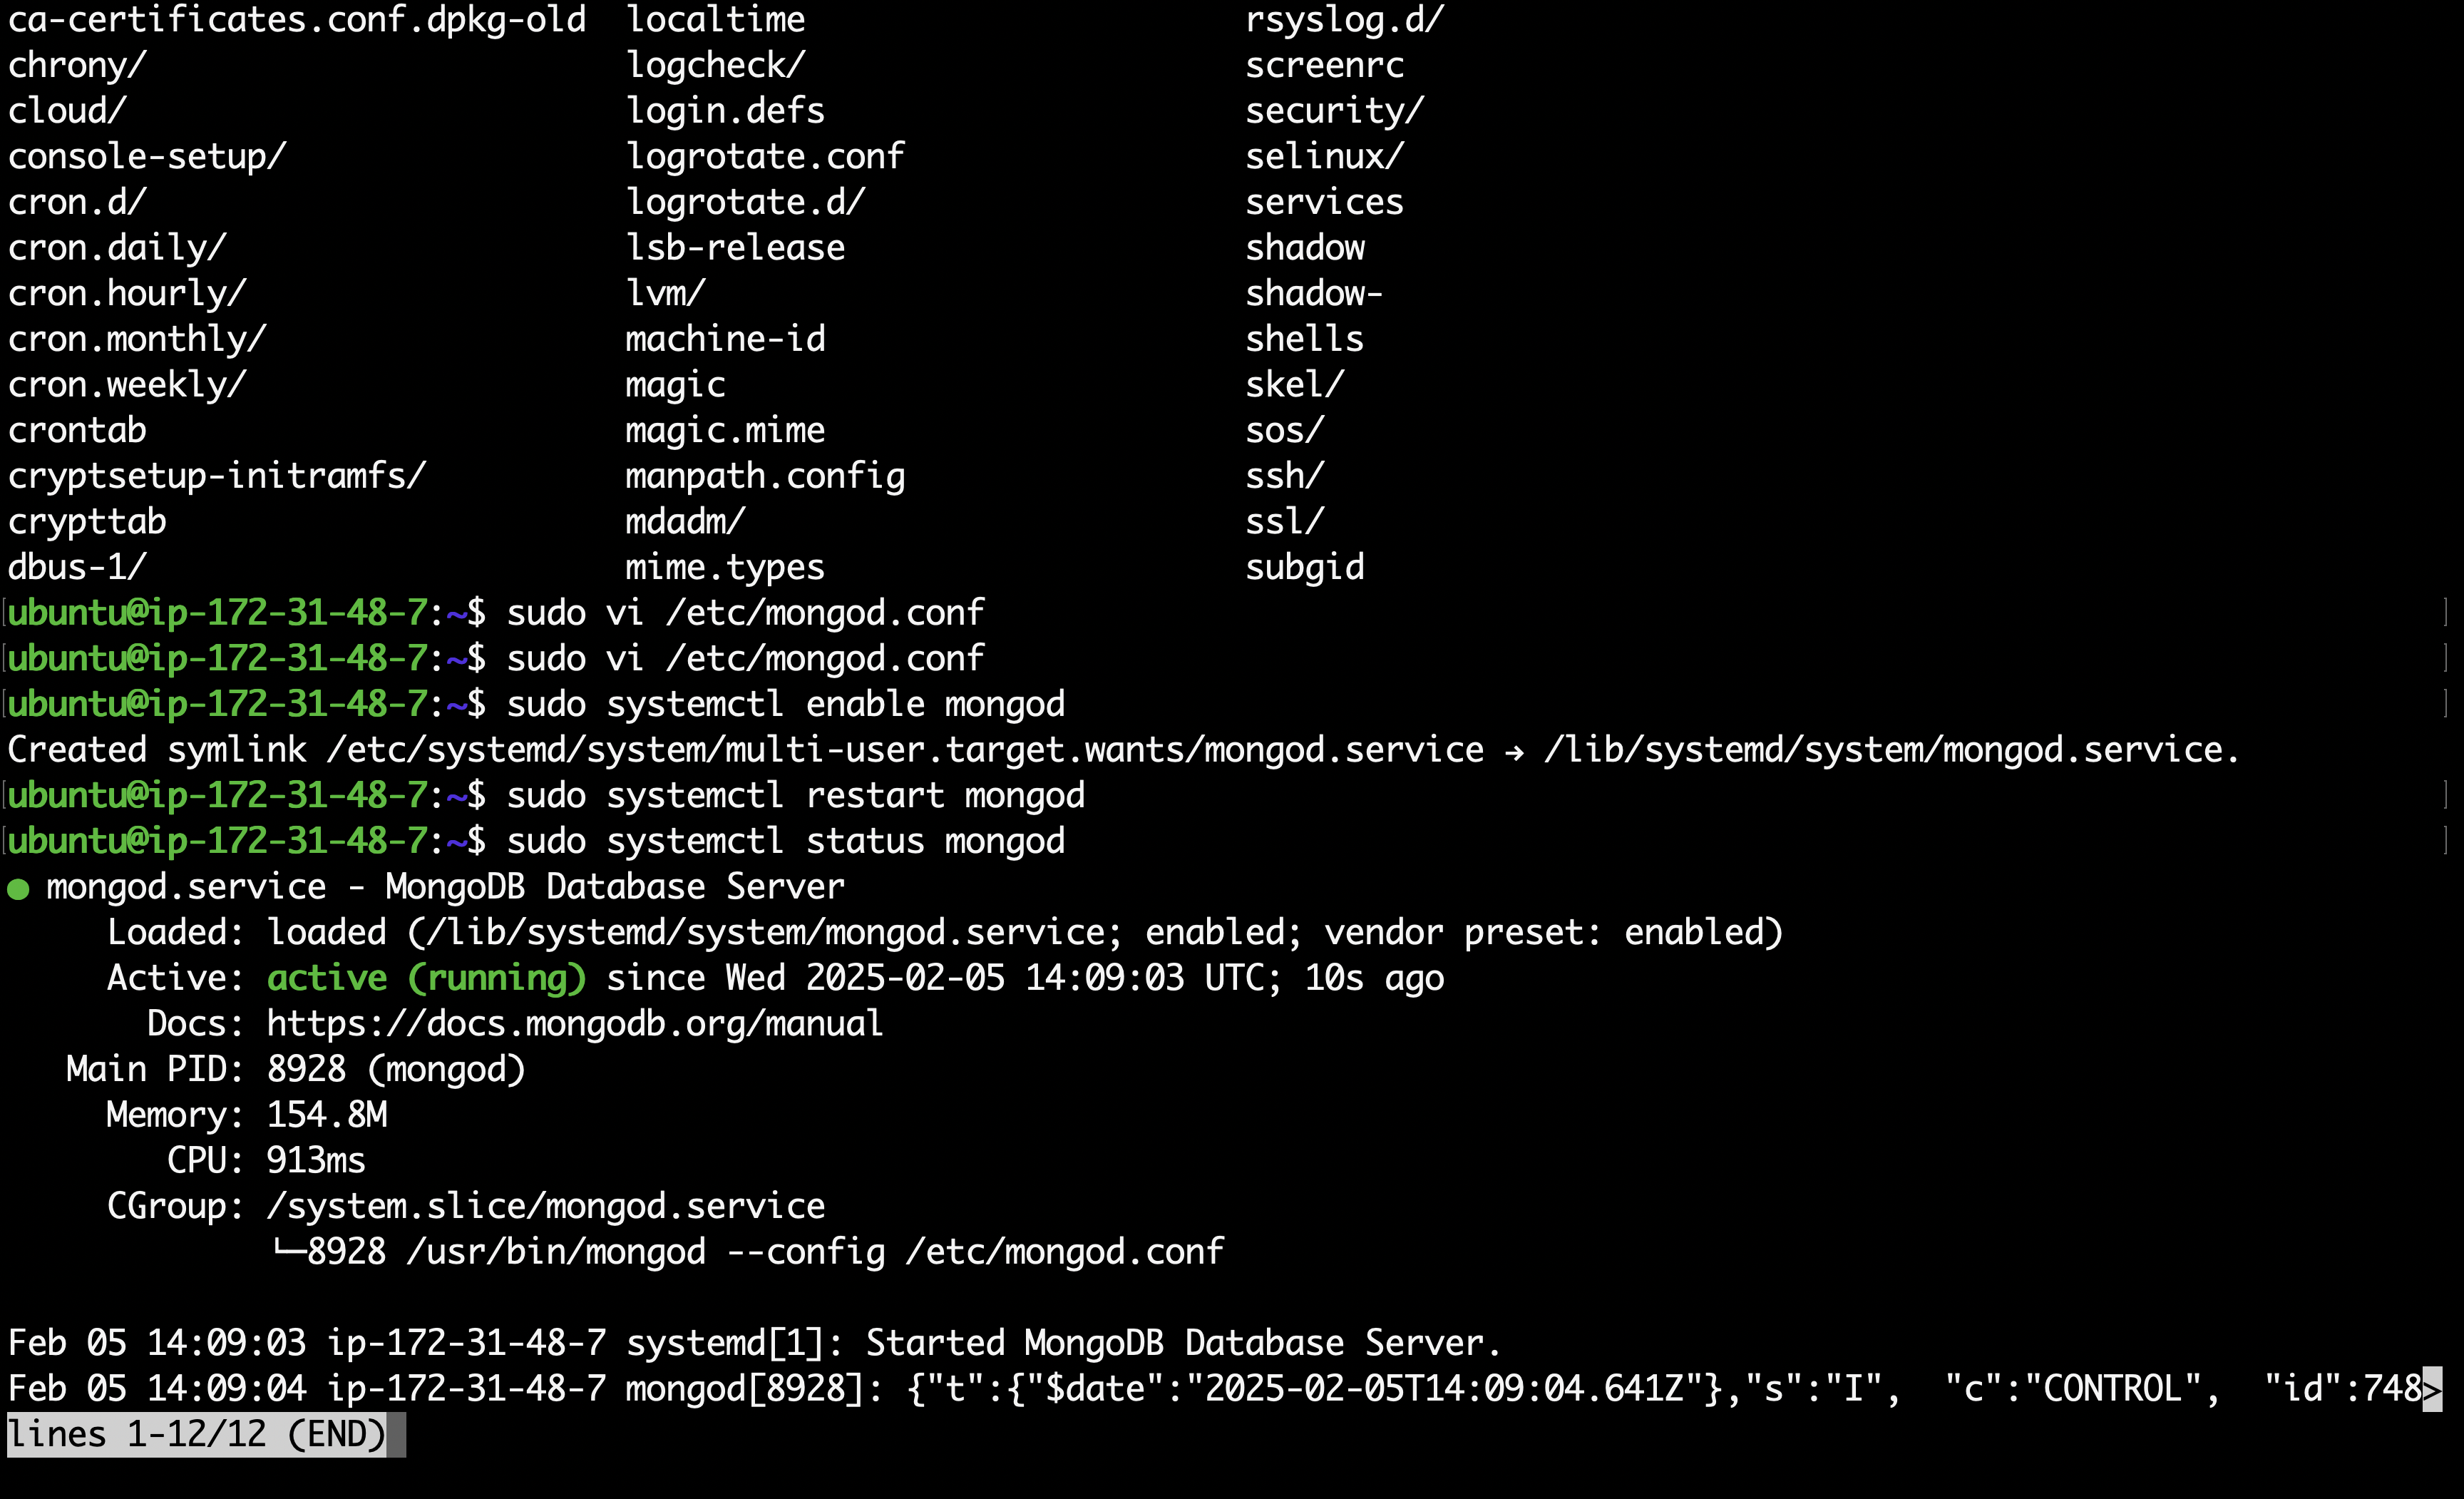 ca-certificates.conf.dpkg-old  localtime                      rsyslog.d/
chrony/                        logcheck/                      screenrc
cloud/                         login.defs                     security/
console-setup/                 logrotate.conf                 selinux/
cron.d/                        logrotate.d/                   services
cron.daily/                    lsb-release                    shadow
cron.hourly/                   lvm/                           shadow-
cron.monthly/                  machine-id                     shells
cron.weekly/                   magic                          skel/
crontab                        magic.mime                     sos/
cryptsetup-initramfs/          manpath.config                 ssh/
crypttab                       mdadm/                         ssl/
dbus-1/                        mime.types                     subgid
ubuntu@ip-172-31-48-7:~$ sudo vi /etc/mongod.conf
ubuntu@ip-172-31-48-7:~$ sudo vi /etc/mongod.conf
ubuntu@ip-172-31-48-7:~$ sudo systemctl enable mongod
Created symlink /etc/systemd/system/multi-user.target.wants/mongod.service → /lib/systemd/system/mongod.service.
ubuntu@ip-172-31-48-7:~$ sudo systemctl restart mongod
ubuntu@ip-172-31-48-7:~$ sudo systemctl status mongod
● mongod.service - MongoDB Database Server
     Loaded: loaded (/lib/systemd/system/mongod.service; enabled; vendor preset: enabled)
     Active: active (running) since Wed 2025-02-05 14:09:03 UTC; 10s ago
       Docs: https://docs.mongodb.org/manual
   Main PID: 8928 (mongod)
     Memory: 154.8M
        CPU: 913ms
     CGroup: /system.slice/mongod.service
             └─8928 /usr/bin/mongod --config /etc/mongod.conf

Feb 05 14:09:03 ip-172-31-48-7 systemd[1]: Started MongoDB Database Server.
Feb 05 14:09:04 ip-172-31-48-7 mongod[8928]: {"t":{"$date":"2025-02-05T14:09:04.641Z"},"s":"I",  "c":"CONTROL",  "id":748>
lines 1-12/12 (END)